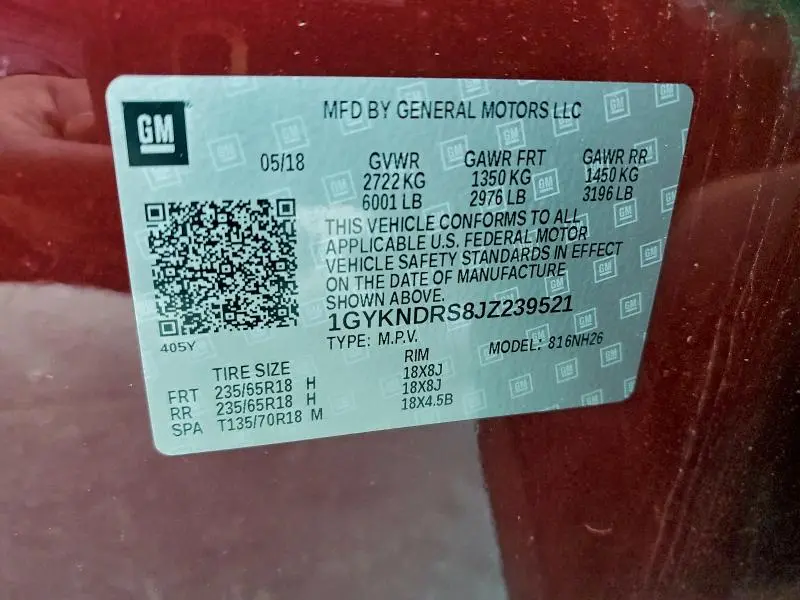 GM
MFD BY GENERAL MOTORS LLC
05/18 GVWR GAWR FRT GAWR RR
2722 KG 1350 KG 1450 KG
6001 LB 2976 LB 3196 LB
THIS VEHICLE CONFORMS TO ALL
APPLICABLE U.S. FEDERAL MOTOR
VEHICLE SAFETY STANDARDS IN EFFECT
ON THE DATE OF MANUFACTURE
SHOWN ABOVE.
1GYKNDRS8JZ239521
405Y
TYPE: M.P.V. MODEL: 816NH26
TIRE SIZE RIM
FRT 235/65R18 H 18X8J
RR 235/65R18 H 18X8J
SPA T135/70R18 M 18X4.5B